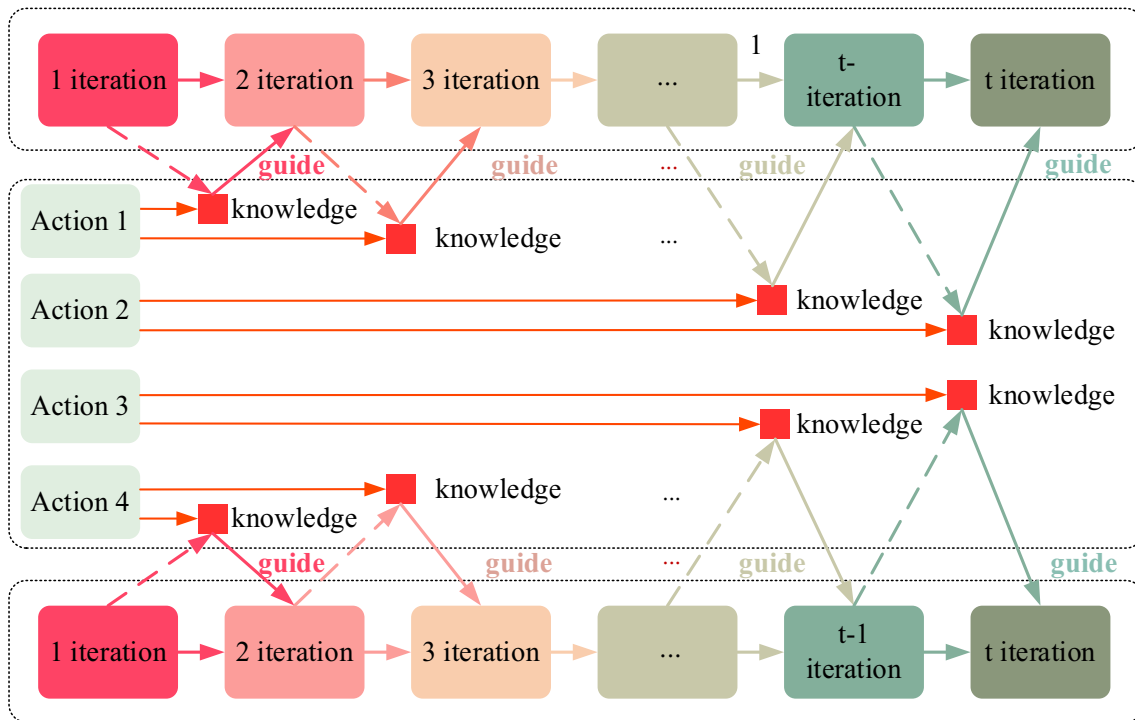 1
1 iteration
2 iteration
3 iteration
...
t-
iteration
t iteration
guide
guide
...
guide
guide
Action 1
knowledge
knowledge
...
Action 2
knowledge
knowledge
Action 3
knowledge
knowledge
Action 4
knowledge
...
knowledge
guide
guide
...
guide
guide
1 iteration
2 iteration
3 iteration
...
t-1
iteration
t iteration